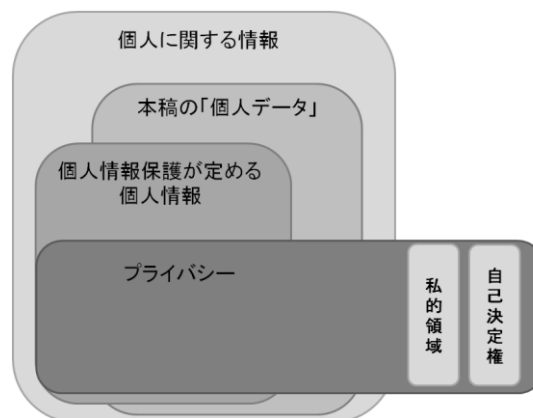 個人に関する情報
本稿の「個人データ」
個人情報保護が定める
個人情報
プライバシー
私的領域
自己決定権